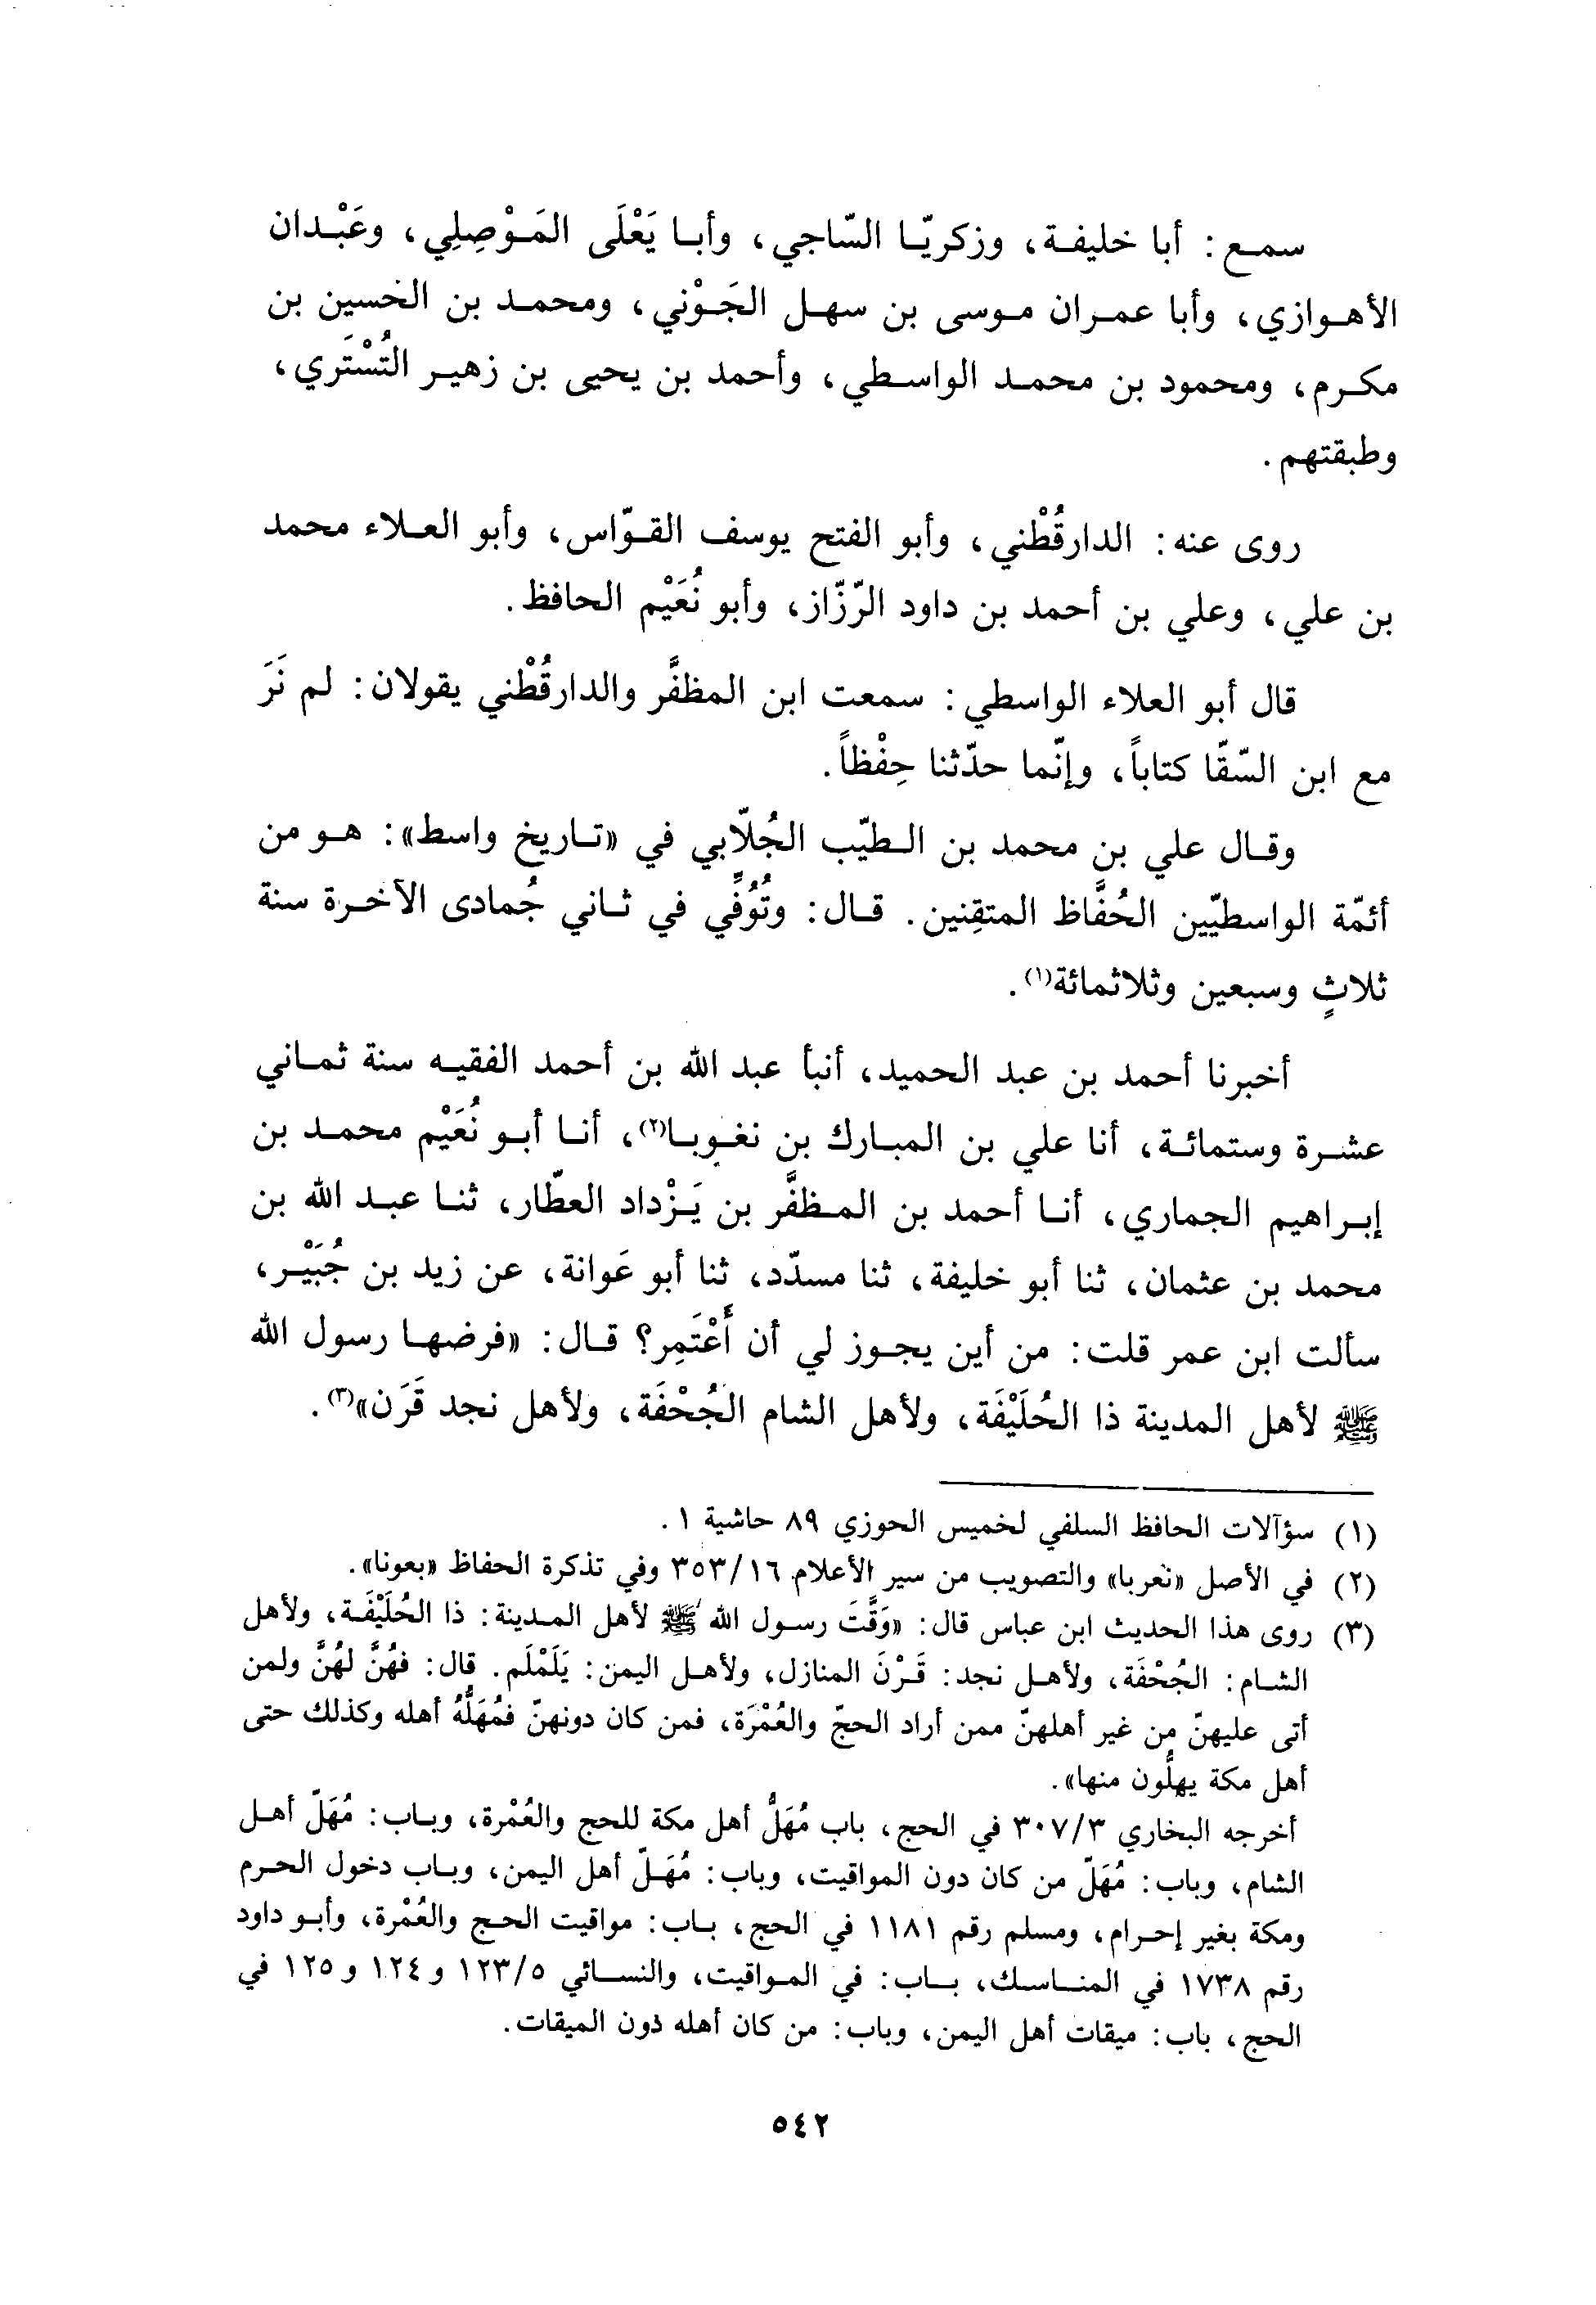 سمع: أبا خليفة، وزكريّا السّاجي، وأبا يَعْلَى المَوْصِلِي، وعَبْدان
الأهوازي، وأبا عمران موسى بن سهل الجَوْني، ومحمد بن الخسين بن
مكرم، ومحمود بن محمد الواسطي، وأحمد بن يحيى بن زهير التُسْتَري،
وطبقتهم.
روى عنه: الدارقُطْني، وأبو الفتح يوسف القوّاس، وأبو العلاء محمد
بن علي، وعلي بن أحمد بن داود الرّزّاز، وأبو نُعَيْم الحافظ.
قال أبو العلاء الواسطي: سمعت ابن المظفَّر والدارقُطْني يقولان: لم نَرَ
مع ابن السّقّا كتاباً، وإنّما حدّثنا حِفْظاً.
وقال علي بن محمد بن الطيّب الجُلّابي في «تاريخ واسط»: هو من
أئمّة الواسطيّيين الحُفَّاظ المتقِنين. قال: وتُوُفِّي في ثاني جُمادى الآخرة سنة
ثلاثٍ وسبعين وثلاثمائة(١).
أخبرنا أحمد بن عبد الحميد، أنبأ عبد الله بن أحمد الفقيه سنة ثماني
عشرة وستمائة، أنا علي بن المبارك بن نغوبا(٢)، أنا أبو نُعَيْم محمد بن
إبراهيم الجماري، أنا أحمد بن المظفَّر بن يَزْداد العطّار، ثنا عبد الله بن
محمد بن عثمان، ثنا أبو خليفة، ثنا مسدّد، ثنا أبو عَوانة، عن زيد بن جُبَيْر،
سألت ابن عمر قلت: من أين يجوز لي أن أَعْتَمِر؟ قال: «فرضها رسول الله
ﷺ لأهل المدينة ذا الحُلَيْفَة، ولأهل الشام الجُحْفَة، ولأهل نجد قَرَن»(٣).
(١) سؤآلات الحافظ السلفي لخميس الحوزي ٨٩ حاشية ١.
(٢) في الأصل «نعربا» والتصويب من سير الأعلام ٣٥٣/١٦ وفي تذكرة الحفاظ «بعونا».
(٣) روى هذا الحديث ابن عباس قال: «وَقَّتَ رسول الله ﷺ لأهل المدينة: ذا الحُلَيْفَة، ولأهل
الشام: الجُحْفَة، ولأهل نجد: قَرْنَ المنازل، ولأهل اليمن: يَلَمْلَم. قال: فهُنَّ لهُنَّ ولمن
أتى عليهنّ من غير أهلهنّ ممن أراد الحجّ والعُمْرَة، فمن كان دونهنّ فمُهَلُّهُ أهله وكذلك حتى
أهل مكة يهلُّون منها».
أخرجه البخاري ٣٠٧/٣ في الحج، باب مُهَلُّ أهل مكة للحج والعُمْرة، وباب: مُهَلّ أهل
الشام، وباب: مُهَلّ من كان دون المواقيت، وباب: مُهَلّ أهل اليمن، وباب دخول الحرم
ومكة بغير إحرام، ومسلم رقم ١١٨١ في الحج، باب: مواقيت الحج والعُمْرة، وأبو داود
رقم ١٧٣٨ في المناسك، باب: في المواقيت، والنسائي ١٢٣/٥ و ١٢٤ و ١٢٥ في
الحج، باب: ميقات أهل اليمن، وباب: من كان أهله دون الميقات.
٥٤٢